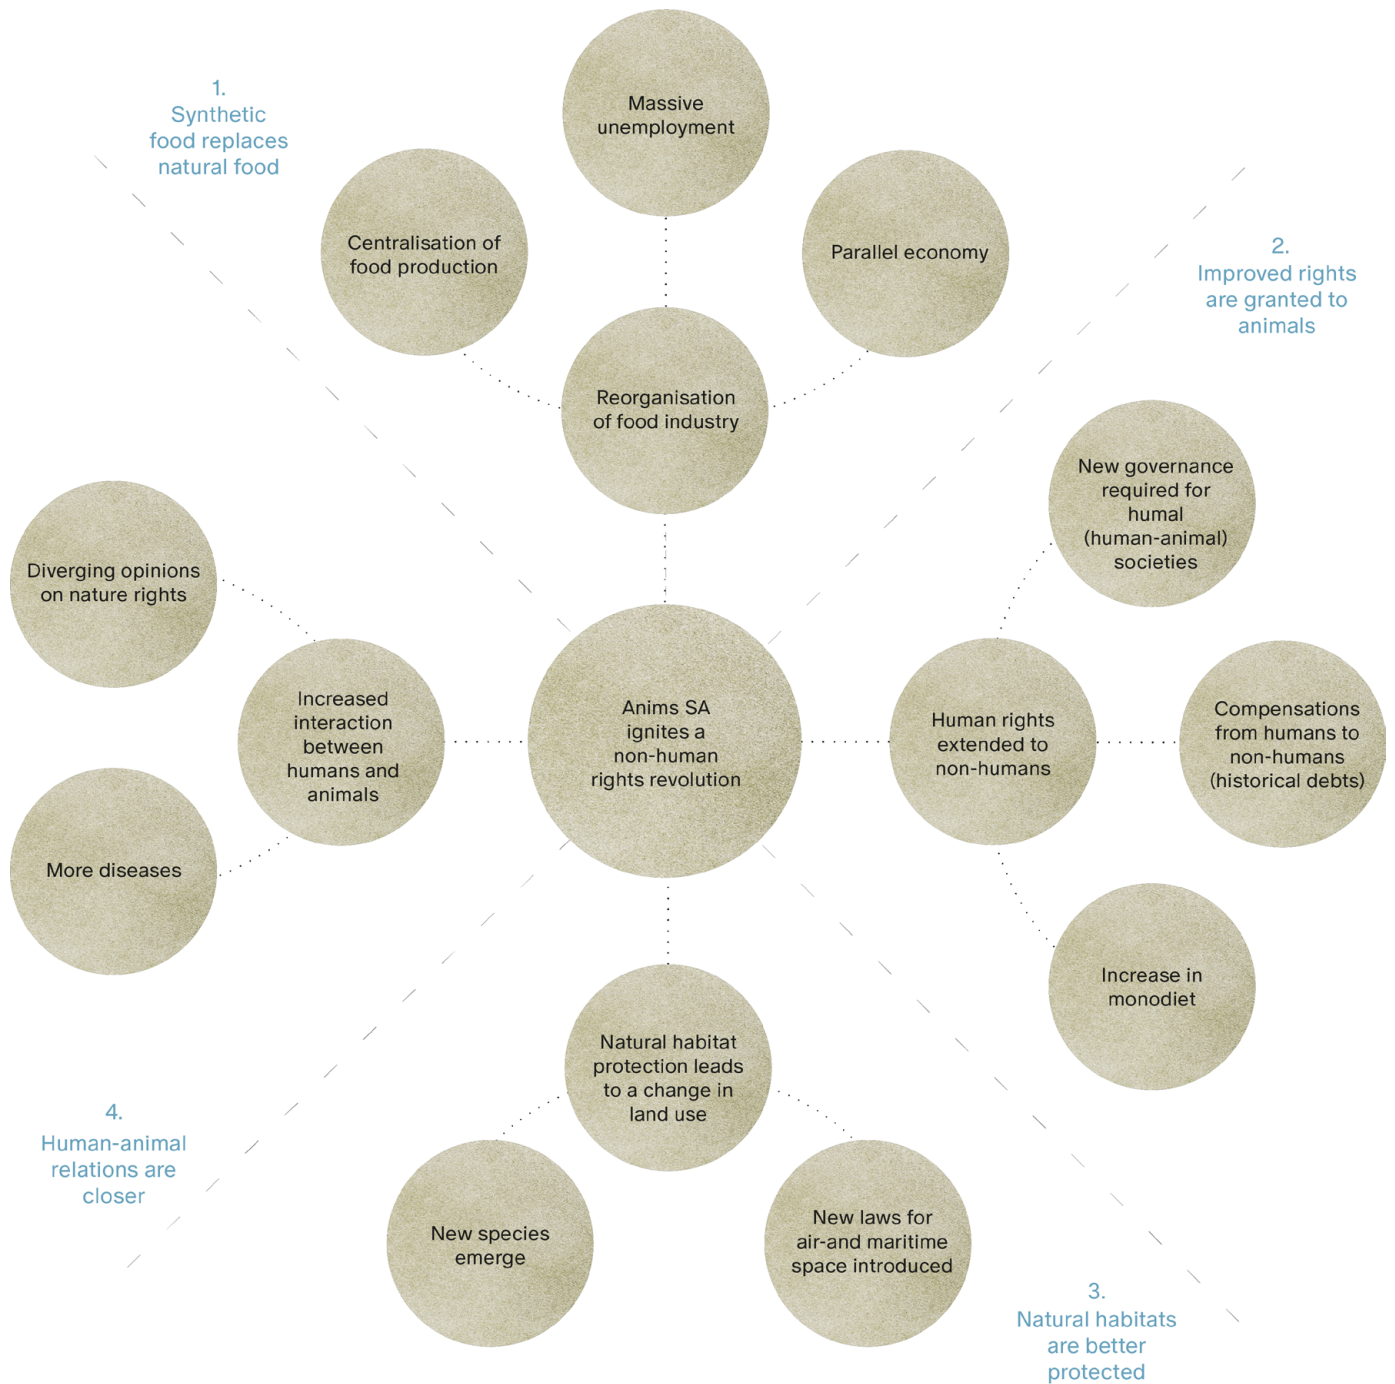 1.
Synthetic
food replaces
natural food
Massive
unemployment
Centralisation of
food production
Parallel economy
Reorganisation
of food industry
2.
Improved rights
are granted to
animals
New governance
required for
humal
(human-animal)
societies
Human rights
extended to
non-humans
Compensations
from humans to
non-humans
(historical debts)
Increase in
monodiet
Anims SA
ignites a
non-human
rights revolution
Diverging opinions
on nature rights
Increased
interaction
between
humans and
animals
More diseases
4.
Human-animal
relations are
closer
Natural habitat
protection leads
to a change in
land use
New species
emerge
New laws for
air-and maritime
space introduced
3.
Natural habitats
are better
protected